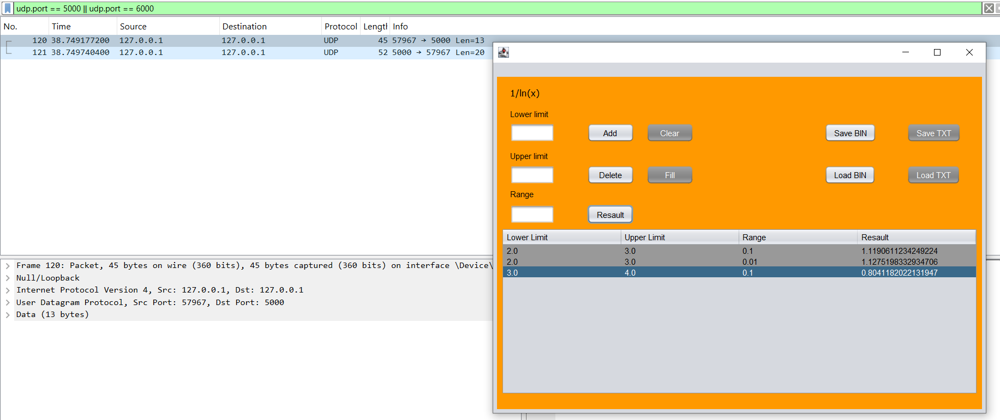 udp.port == 5000 || udp.port == 6000
No. Time Source Destination Protocol Length Info
120 38.749177200 127.0.0.1 127.0.0.1 UDP 45 57967 → 5000 Len=13
121 38.749740400 127.0.0.1 127.0.0.1 UDP 52 5000 → 57967 Len=20
Frame 120: Packet, 45 bytes on wire (360 bits), 45 bytes captured (360 bits) on interface \Device\
Null/Loopback
Internet Protocol Version 4, Src: 127.0.0.1, Dst: 127.0.0.1
User Datagram Protocol, Src Port: 57967, Dst Port: 5000
Data (13 bytes)
1/ln(x)
Lower limit
Add Clear Save BIN Save TXT
Upper limit
Delete Fill Load BIN Load TXT
Range
Resault
Lower Limit Upper Limit Range Resault
2.0 3.0 0.1 1.1190611234249224
2.0 3.0 0.01 1.1275198332934706
3.0 4.0 0.1 0.8041182022131947